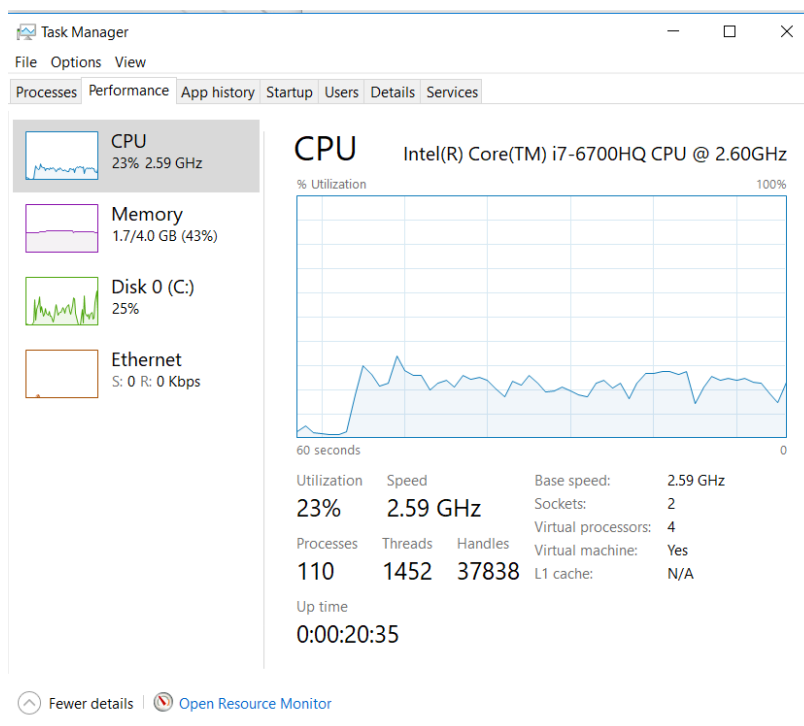 Task Manager
File Options View
Processes Performance App history Startup Users Details Services
CPU
23% 2.59 GHz
Memory
1.7/4.0 GB (43%)
Disk 0 (C:)
25%
Ethernet
S: 0 R: 0 Kbps
CPU Intel(R) Core(TM) i7-6700HQ CPU @ 2.60GHz
% Utilization 100%
60 seconds 0
Utilization Speed
23% 2.59 GHz
Processes Threads Handles
110 1452 37838
Up time
0:00:20:35
Base speed: 2.59 GHz
Sockets: 2
Virtual processors: 4
Virtual machine: Yes
L1 cache: N/A
Fewer details Open Resource Monitor